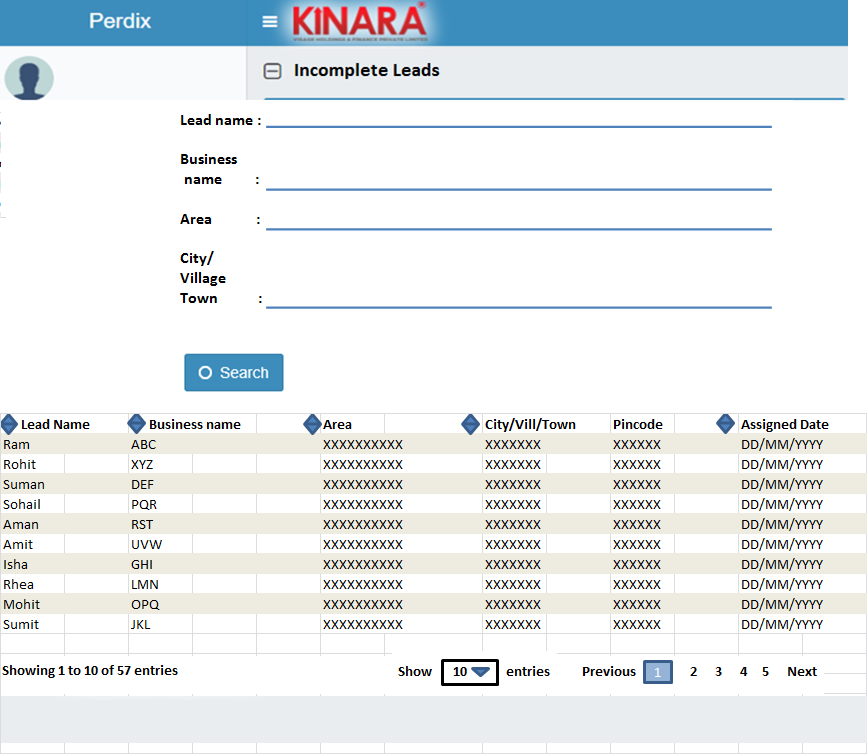 Perdix
KINARA
VISAGE HOLDINGS & FINANCE PRIVATE LIMITED
Incomplete Leads
Lead name :
Business
name :
Area :
City/
Village
Town :
Search
Lead Name Business name Area City/Vill/Town Pincode Assigned Date
Ram ABC XXXXXXXXXX XXXXXXX XXXXXX DD/MM/YYYY
Rohit XYZ XXXXXXXXXX XXXXXXX XXXXXX DD/MM/YYYY
Suman DEF XXXXXXXXXX XXXXXXX XXXXXX DD/MM/YYYY
Sohail PQR XXXXXXXXXX XXXXXXX XXXXXX DD/MM/YYYY
Aman RST XXXXXXXXXX XXXXXXX XXXXXX DD/MM/YYYY
Amit UVW XXXXXXXXXX XXXXXXX XXXXXX DD/MM/YYYY
Isha GHI XXXXXXXXXX XXXXXXX XXXXXX DD/MM/YYYY
Rhea LMN XXXXXXXXXX XXXXXXX XXXXXX DD/MM/YYYY
Mohit OPQ XXXXXXXXXX XXXXXXX XXXXXX DD/MM/YYYY
Sumit JKL XXXXXXXXXX XXXXXXX XXXXXX DD/MM/YYYY
Showing 1 to 10 of 57 entries Show 10 entries Previous 1 2 3 4 5 Next